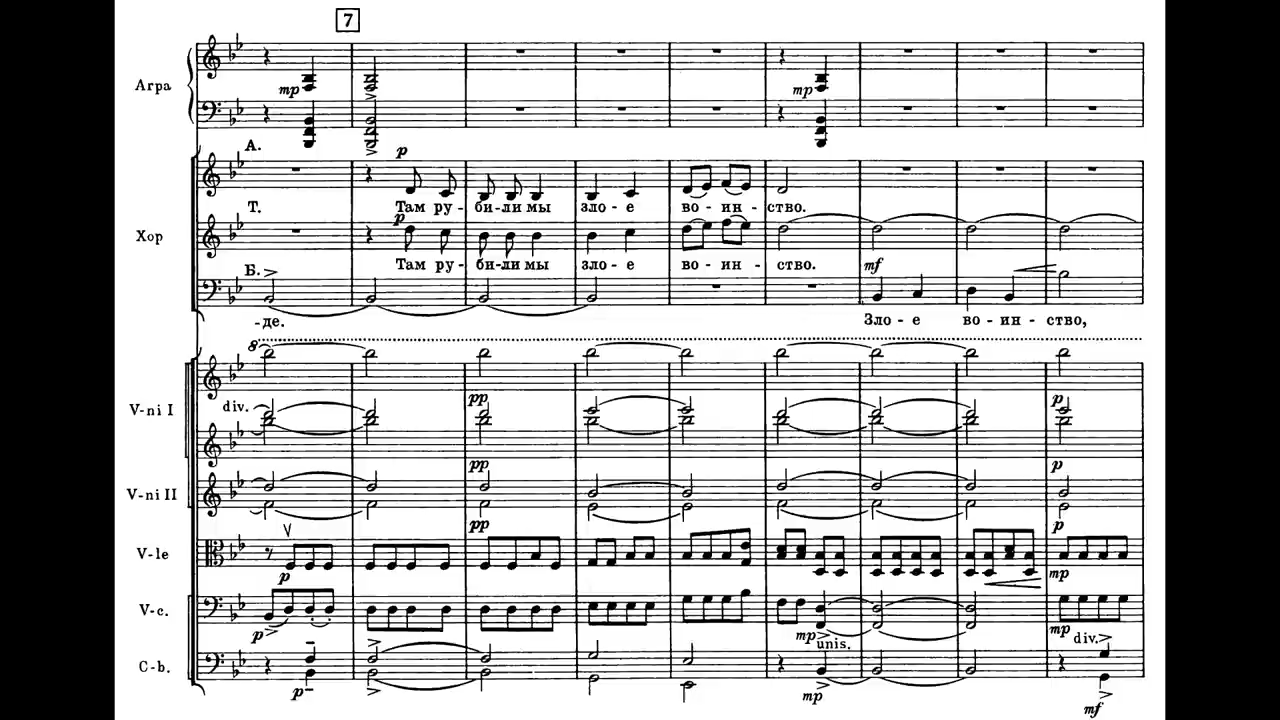 7
Arpa
mp
mp
А.
p
Там ру - би-ли мы зло - е во - ин - ство.
Т.
p
Хор
Там ру - би-ли мы зло - е во - ин - ство.
Б.
mf
-де.
Зло - е во - ин - ство,
8
V-ni I
div.
pp
p
pp
p
V-ni II
pp
p
V-le
p
mp
V-c.
p
mp
mp
unis.
div.
C-b.
p
mp
mf